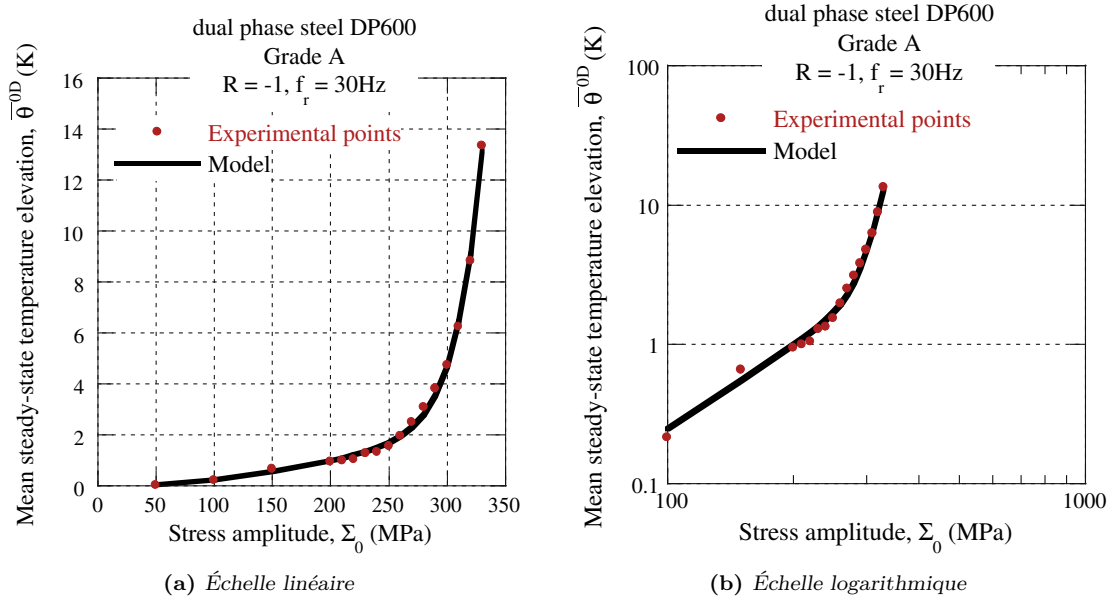 dual phase steel DP600
Grade A
R = -1, f_r = 30Hz
Experimental points
Model
Mean steady-state temperature elevation, θ̅^0D (K)
16
14
12
10
8
6
4
2
0
0 50 100 150 200 250 300 350
Stress amplitude, Σ_0 (MPa)
(a) Échelle linéaire
dual phase steel DP600
Grade A
R = -1, f_r = 30Hz
Experimental points
Model
Mean steady-state temperature elevation, θ̅^0D (K)
100
10
1
0.1
100 1000
Stress amplitude, Σ_0 (MPa)
(b) Échelle logarithmique